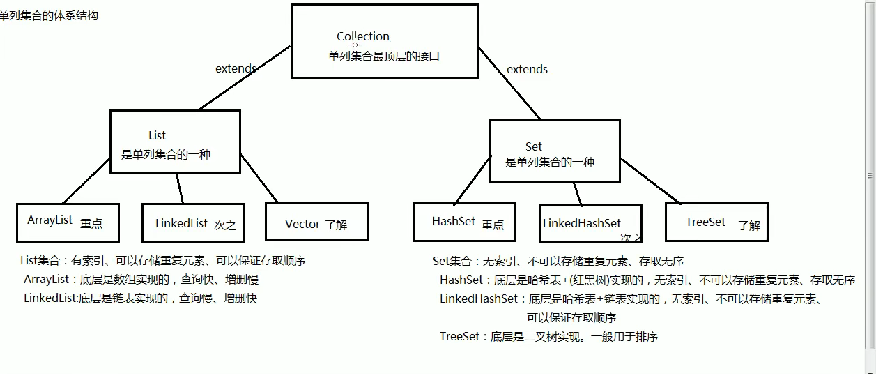 单列集合的体系结构
Collection
单列集合最顶层的接口
extends
extends
List
是单列集合的一种
Set
是单列集合的一种
ArrayList 重点
LinkedList 次之
Vector 了解
HashSet 重点
LinkedHashSet 次之
TreeSet 了解
List集合：有索引、可以存储重复元素、可以保证存取顺序
ArrayList：底层是数组实现的，查询快、增删慢
LinkedList:底层是链表实现的，查询慢、增删快
Set集合：无索引、不可以存储重复元素、存取无序
HashSet：底层是哈希表+(红黑树)实现的，无索引、不可以存储重复元素、存取无序
LinkedHashSet：底层是哈希表+链表实现的，无索引、不可以存储重复元素、
可以保证存取顺序
TreeSet：底层是 叉树实现。一般用于排序